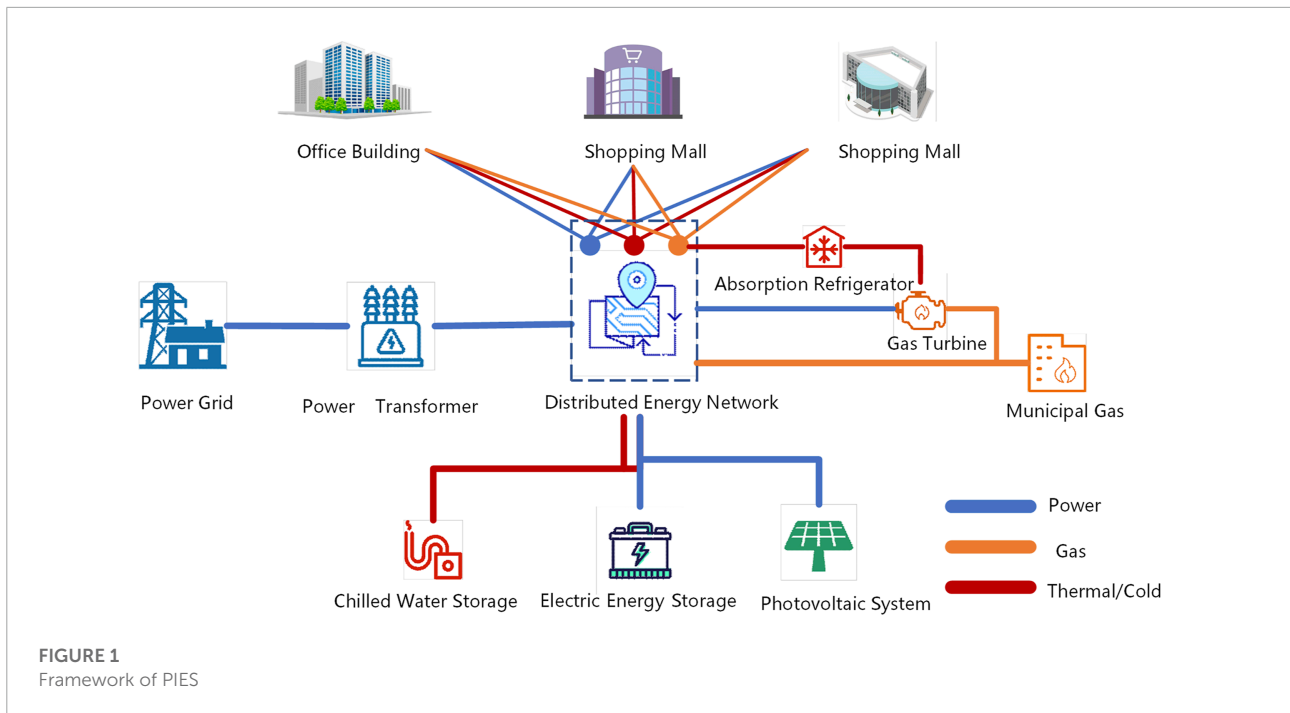 Office Building
Shopping Mall
Shopping Mall
Absorption Refrigerator
Gas Turbine
Power Grid
Power Transformer
Distributed Energy Network
Municipal Gas
Power
Gas
Thermal/Cold
Chilled Water Storage
Electric Energy Storage
Photovoltaic System
FIGURE 1
Framework of PIES